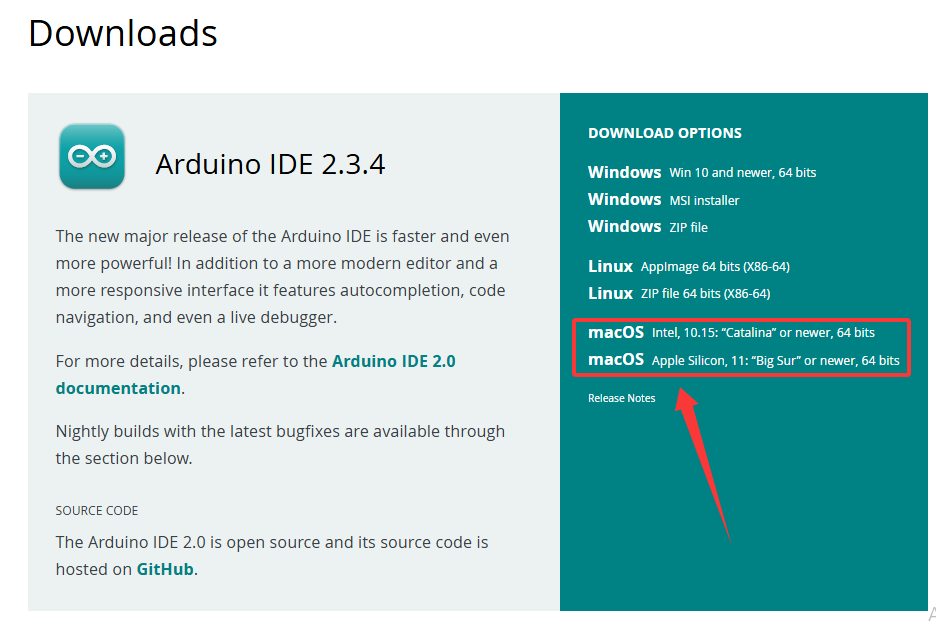 Downloads
Arduino IDE 2.3.4
The new major release of the Arduino IDE is faster and even
more powerful! In addition to a more modern editor and a
more responsive interface it features autocompletion, code
navigation, and even a live debugger.
For more details, please refer to the Arduino IDE 2.0
documentation.
Nightly builds with the latest bugfixes are available through
the section below.
SOURCE CODE
The Arduino IDE 2.0 is open source and its source code is
hosted on GitHub.
DOWNLOAD OPTIONS
Windows Win 10 and newer, 64 bits
Windows MSI installer
Windows ZIP file
Linux AppImage 64 bits (X86-64)
Linux ZIP file 64 bits (X86-64)
macOS Intel, 10.15: “Catalina” or newer, 64 bits
macOS Apple Silicon, 11: “Big Sur” or newer, 64 bits
Release Notes